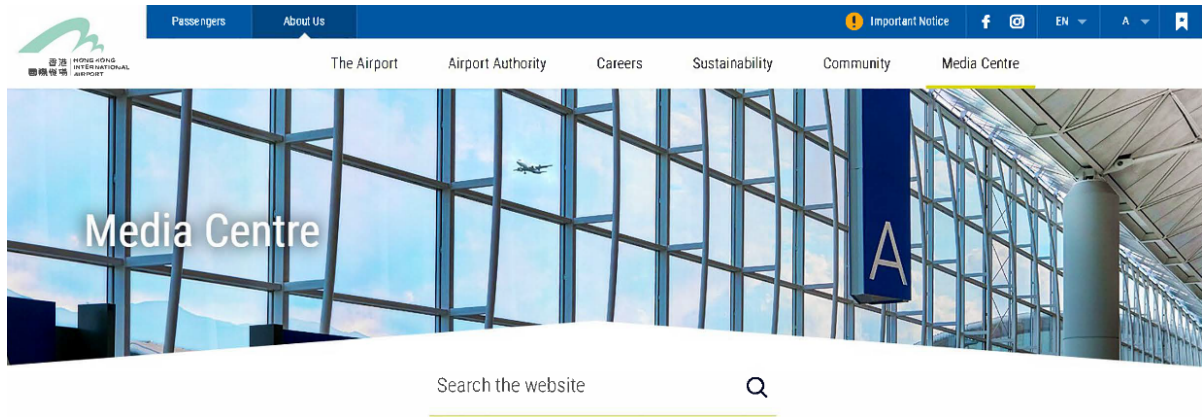 Passengers
About Us
Important Notice
EN
A
香港
國際機場
HONG KONG
INTERNATIONAL
AIRPORT
The Airport
Airport Authority
Careers
Sustainability
Community
Media Centre
Media Centre
A
Search the website